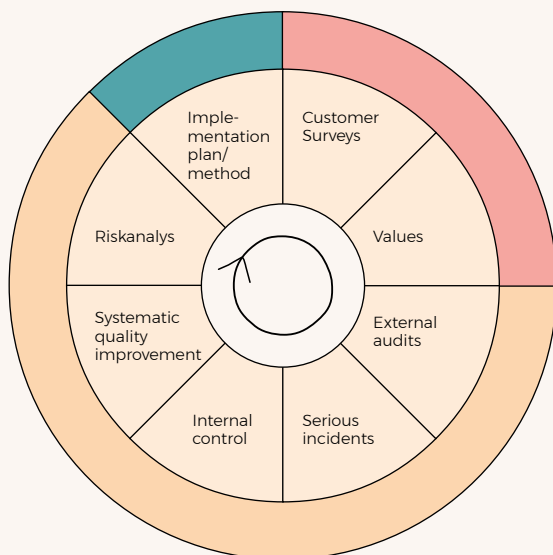 Imple-
mentation
plan/
method
Customer
Surveys
Riskanalys
Values
Systematic
quality
improvement
External
audits
Internal
control
Serious
incidents